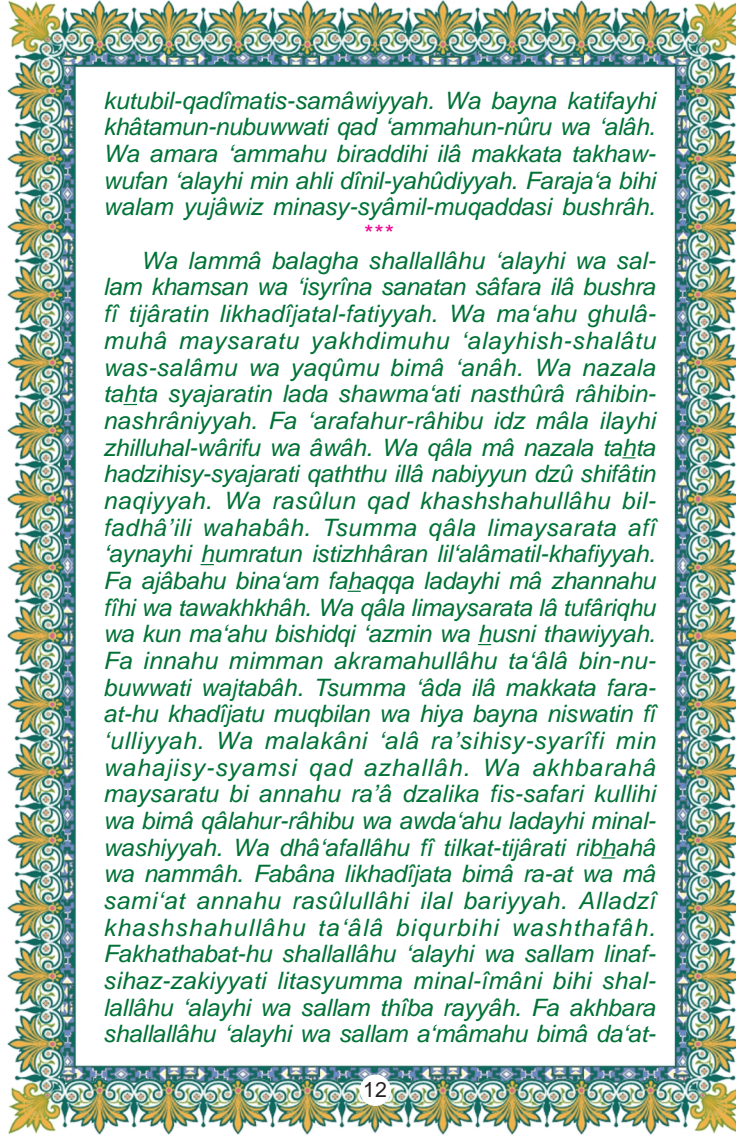 kutubil-qadîmatis-samâwiyyah. Wa bayna katifayhi
khâtamun-nubuwwati qad ‘ammahun-nûru wa ‘alâh.
Wa amara ‘ammahu biraddihi ilâ makkata takhaw-
wufan ‘alayhi min ahli dînil-yahûdiyyah. Faraja‘a bihi
walam yujâwiz minasy-syâmil-muqaddasi bushrâh.
***
Wa lammâ balagha shallallâhu ‘alayhi wa sal-
lam khamsan wa ‘isyrîna sanatan sâfara ilâ bushra
fî tijâratin likhadîjatal-fatiyyah. Wa ma‘ahu ghulâ-
muhâ maysaratu yakhdimuhu ‘alayhish-shalâtu
was-salâmu wa yaqûmu bimâ ‘anâh. Wa nazala
tahta syajaratin lada shawma‘ati nasthûrâ râhibin-
nashrâniyyah. Fa ‘arafahur-râhibu idz mâla ilayhi
zhilluhal-wârifu wa âwâh. Wa qâla mâ nazala tahta
hadzihisy-syajarati qaththu illâ nabiyyun dzû shifâtin
naqiyyah. Wa rasûlun qad khashshahullâhu bil-
fadhâ’ili wahabâh. Tsumma qâla limaysarata afî
‘aynayhi humratun istizhhâran lil‘alâmatil-khafiyyah.
Fa ajâbahu bina‘am fahaqqa ladayhi mâ zhannahu
fîhi wa tawakhkhâh. Wa qâla limaysarata lâ tufâriqhu
wa kun ma‘ahu bishidqi ‘azmin wa husni thawiyyah.
Fa innahu mimman akramahullâhu ta‘âlâ bin-nu-
buwwati wajtabâh. Tsumma ‘âda ilâ makkata fara-
at-hu khadîjatu muqbilan wa hiya bayna niswatin fî
‘ulliyyah. Wa malakâni ‘alâ ra’sihisy-syarîfi min
wahajisy-syamsi qad azhallâh. Wa akhbarahâ
maysaratu bi annahu ra’â dzalika fis-safari kullihi
wa bimâ qâlahur-râhibu wa awda‘ahu ladayhi minal-
washiyyah. Wa dhâ‘afallâhu fî tilkat-tijârati ribhahâ
wa nammâh. Fabâna likhadîjata bimâ ra-at wa mâ
sami‘at annahu rasûlullâhi ilal bariyyah. Alladzî
khashshahullâhu ta‘âlâ biqurbihi washthafâh.
Fakhathabat-hu shallallâhu ‘alayhi wa sallam linaf-
sihaz-zakiyyati litasyumma minal-îmâni bihi shal-
lallâhu ‘alayhi wa sallam thîba rayyâh. Fa akhbara
shallallâhu ‘alayhi wa sallam a‘mâmahu bimâ da‘at-
12